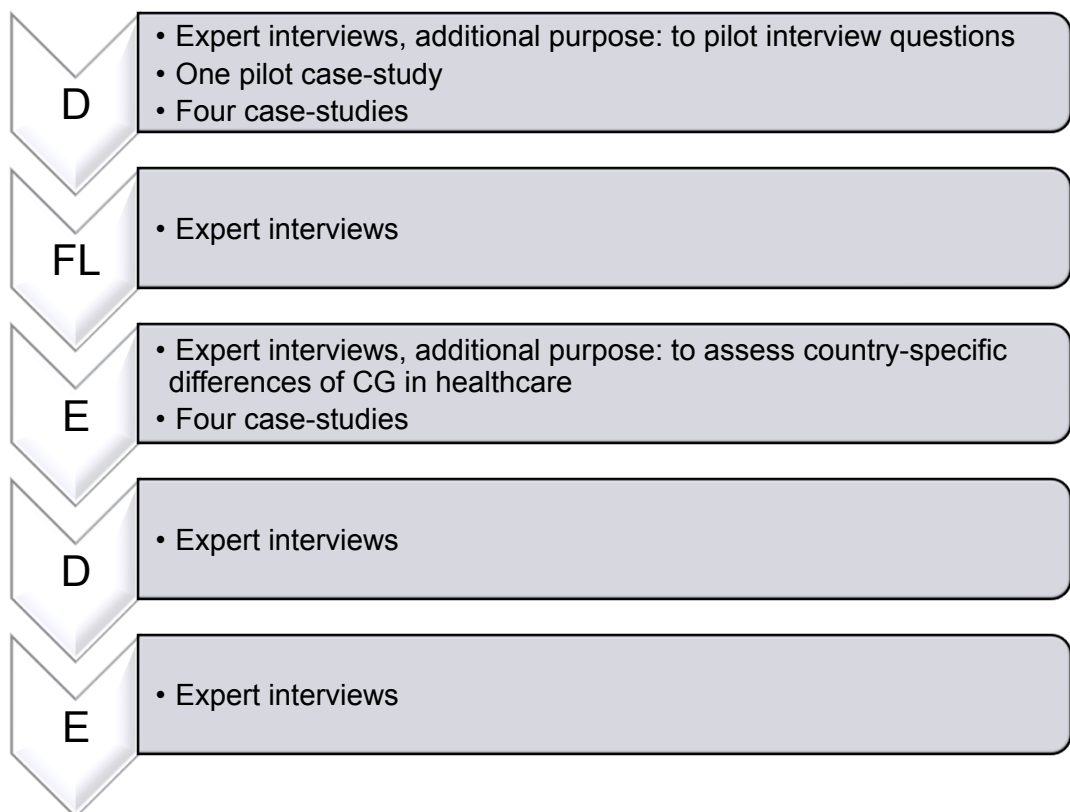 D
• Expert interviews, additional purpose: to pilot interview questions
• One pilot case-study
• Four case-studies
FL
• Expert interviews
E
• Expert interviews, additional purpose: to assess country-specific
differences of CG in healthcare
• Four case-studies
D
• Expert interviews
E
• Expert interviews